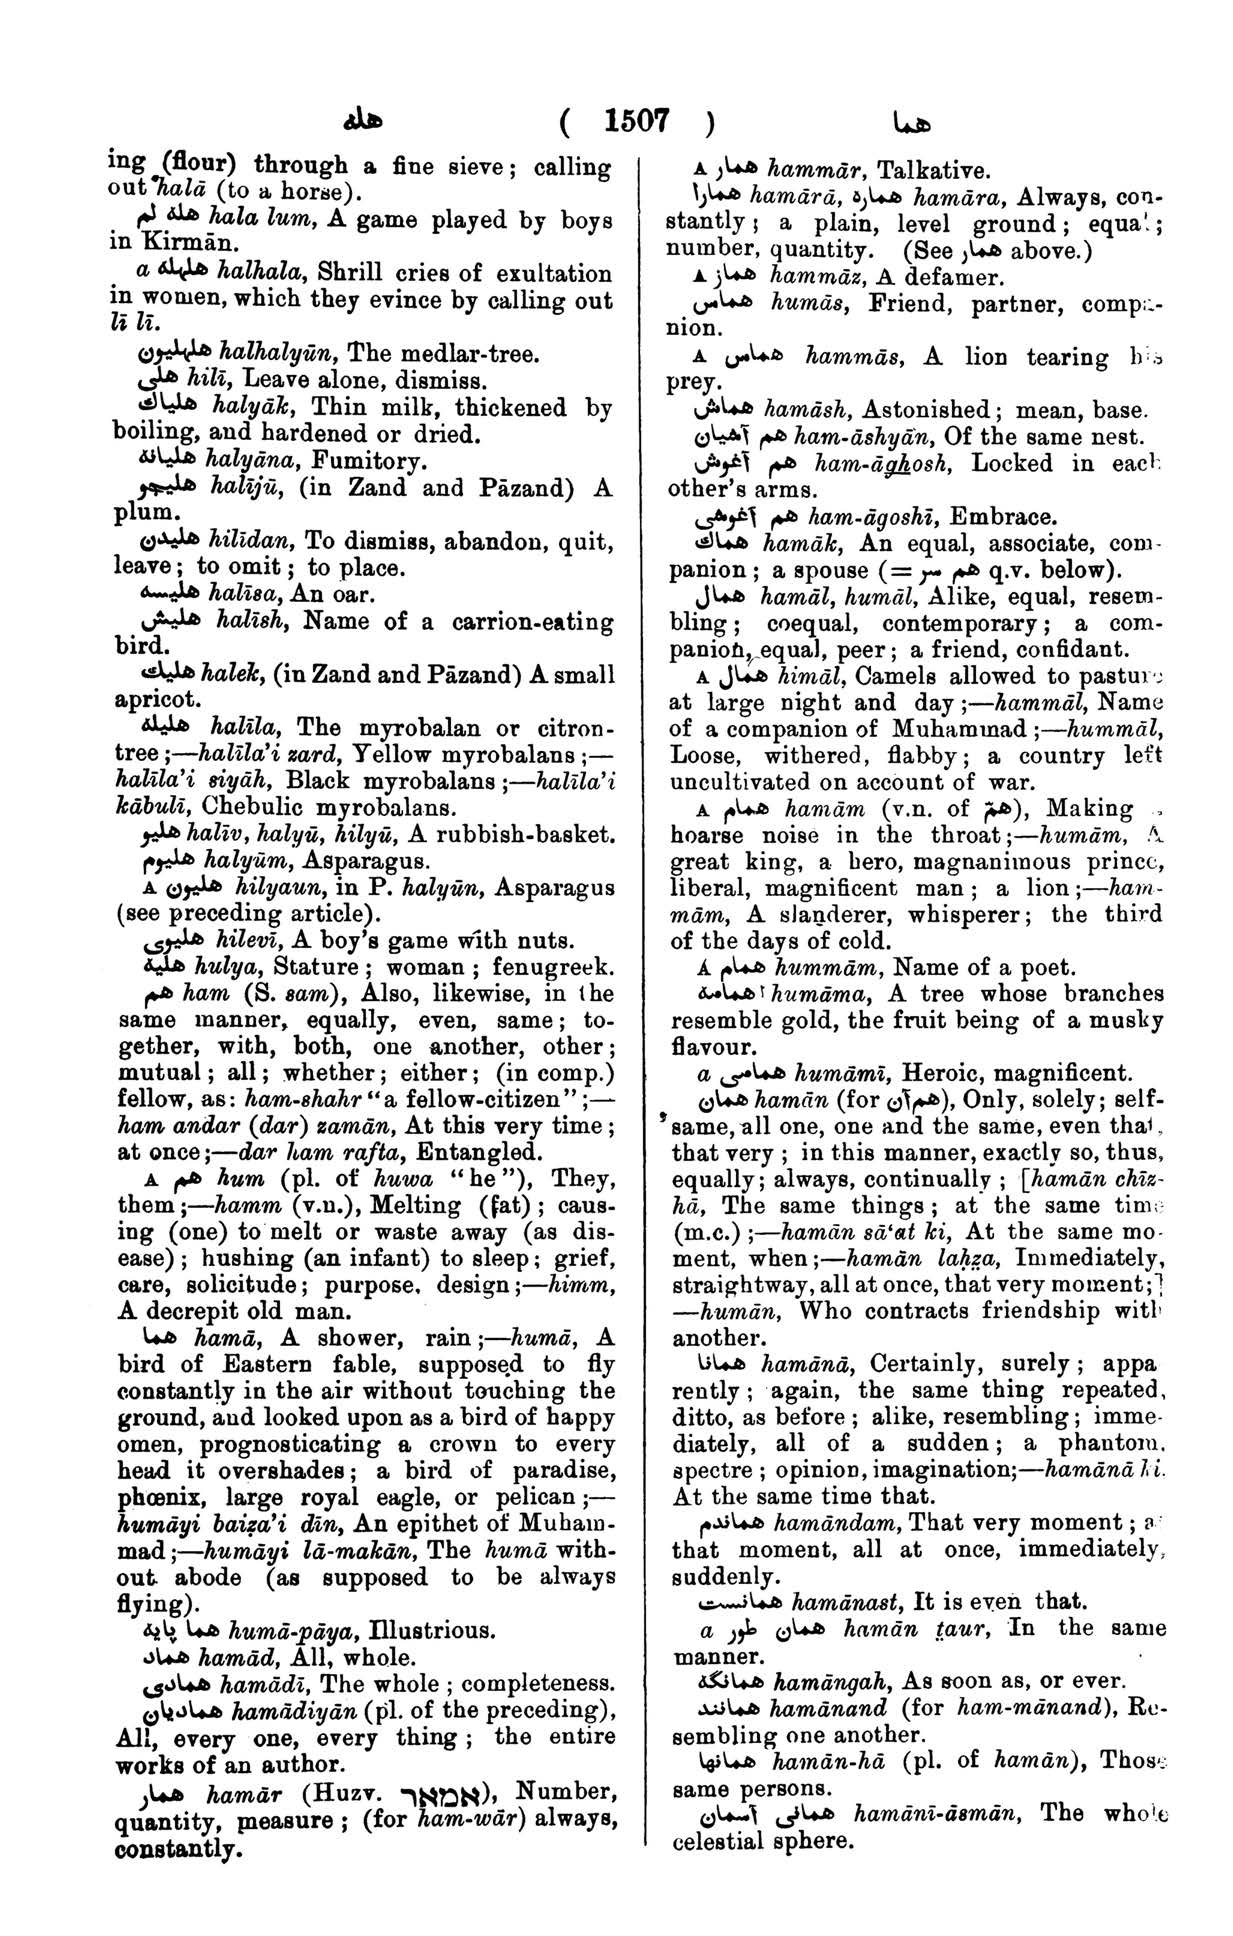 هله ( 1507 ) هما
ing (flour) through a fine sieve; calling
out halā (to a horse).
هله لم hala lum, A game played by boys
in Kirmān.
a هلهله halhala, Shrill cries of exultation
in women, which they evince by calling out
lī lī.
هلهليون halhalyūn, The medlar-tree.
هلى hilī, Leave alone, dismiss.
هلياك halyāk, Thin milk, thickened by
boiling, and hardened or dried.
هليانه halyāna, Fumitory.
هليجو halījū, (in Zand and Pāzand) A
plum.
هليدن hilīdan, To dismiss, abandon, quit,
leave; to omit; to place.
هليسه halīsa, An oar.
هليش halīsh, Name of a carrion-eating
bird.
هليك halek, (in Zand and Pāzand) A small
apricot.
هليله halīla, The myrobalan or citron-
tree;—halīla'i zard, Yellow myrobalans;—
halīla'i siyāh, Black myrobalans;—halīla'i
kābulī, Chebulic myrobalans.
هليو halīv, halyū, hilyū, A rubbish-basket.
هليوم halyūm, Asparagus.
A هليون hilyaun, in P. halyūn, Asparagus
(see preceding article).
هليوى hilevī, A boy's game with nuts.
هليه hulya, Stature; woman; fenugreek.
هم ham (S. sam), Also, likewise, in the
same manner, equally, even, same; to-
gether, with, both, one another, other;
mutual; all; whether; either; (in comp.)
fellow, as: ham-shahr "a fellow-citizen";—
ham andar (dar) zamān, At this very time;
at once;—dar ham rafta, Entangled.
A هم hum (pl. of huwa "he"), They,
them;—hamm (v.n.), Melting (fat); caus-
ing (one) to melt or waste away (as dis-
ease); hushing (an infant) to sleep; grief,
care, solicitude; purpose, design;—himm,
A decrepit old man.
هما hamā, A shower, rain;—humā, A
bird of Eastern fable, supposed to fly
constantly in the air without touching the
ground, and looked upon as a bird of happy
omen, prognosticating a crown to every
head it overshades; a bird of paradise,
phœnix, large royal eagle, or pelican;—
humāyi baiẓa'i dīn, An epithet of Muham-
mad;—humāyi lā-makān, The humā with-
out abode (as supposed to be always
flying).
هما پايه humā-pāya, Illustrious.
هماد hamād, All, whole.
همادى hamādī, The whole; completeness.
هماديان hamādiyān (pl. of the preceding),
All, every one, every thing; the entire
works of an author.
همار hamār (Huzv. אמאר), Number,
quantity, measure; (for ham-wār) always,
constantly.
A همار hammār, Talkative.
همارا hamārā, هماره hamāra, Always, con-
stantly; a plain, level ground; equal;
number, quantity. (See همار above.)
A هماز hammāz, A defamer.
هماس humās, Friend, partner, compa-
nion.
A هماس hammās, A lion tearing his
prey.
هماش hamāsh, Astonished; mean, base.
هم آشيان ham-āshyān, Of the same nest.
هم آغوش ham-āghosh, Locked in each
other's arms.
هم آغوشى ham-āgoshī, Embrace.
هماك hamāk, An equal, associate, com-
panion; a spouse (= هم سر q.v. below).
همال hamāl, humāl, Alike, equal, resem-
bling; coequal, contemporary; a com-
panion, equal, peer; a friend, confidant.
A همال himāl, Camels allowed to pasture
at large night and day;—hammāl, Name
of a companion of Muhammad;—hummāl,
Loose, withered, flabby; a country left
uncultivated on account of war.
A همام hamām (v.n. of همّ), Making
hoarse noise in the throat;—humām, A
great king, a hero, magnanimous prince,
liberal, magnificent man; a lion;—ham-
mām, A slanderer, whisperer; the third
of the days of cold.
A همام hummām, Name of a poet.
همامه humāma, A tree whose branches
resemble gold, the fruit being of a musky
flavour.
a همامى humāmī, Heroic, magnificent.
همان hamān (for هم آن), Only, solely; self-
same, all one, one and the same, even that,
that very; in this manner, exactly so, thus,
equally; always, continually; [hamān chīz-
hā, The same things; at the same time
(m.c.);—hamān sā‘at ki, At the same mo-
ment, when;—hamān laḥz̤a, Immediately,
straightway, all at once, that very moment;]
—humān, Who contracts friendship with
another.
همانا hamānā, Certainly, surely; appa
rently; again, the same thing repeated,
ditto, as before; alike, resembling; imme-
diately, all of a sudden; a phantom,
spectre; opinion, imagination;—hamānā ki.
At the same time that.
هماندم hamāndam, That very moment; a
that moment, all at once, immediately,
suddenly.
همانست hamānast, It is even that.
a همان طور hamān t̤aur, In the same
manner.
همانگه hamāngah, As soon as, or ever.
همانند hamānand (for ham-mānand), Re-
sembling one another.
همانها hamān-hā (pl. of hamān), Those
same persons.
همانى آسمان hamānī-āsmān, The whole
celestial sphere.